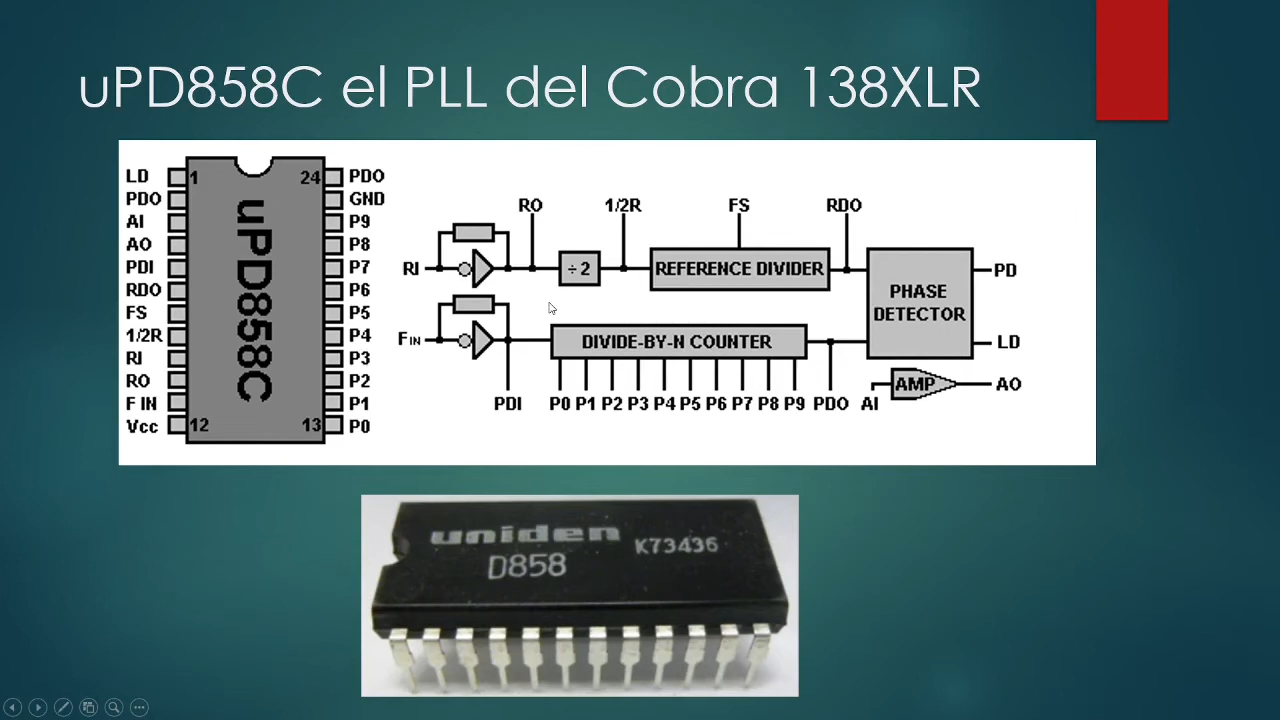 uPD858C el PLL del Cobra 138XLR
LD
PDO
AI
AO
PDI
RDO
FS
1/2R
RI
RO
F IN
Vcc
1
24
12
13
uPD858C
PDO
GND
P9
P8
P7
P6
P5
P4
P3
P2
P1
P0
RO 1/2R FS RDO
RI ÷2 REFERENCE DIVIDER PD
PHASE
DETECTOR
FIN DIVIDE-BY-N COUNTER LD
AMP AO
PDI P0 P1 P2 P3 P4 P5 P6 P7 P8 P9 PDO AI
uniden K73436
D858